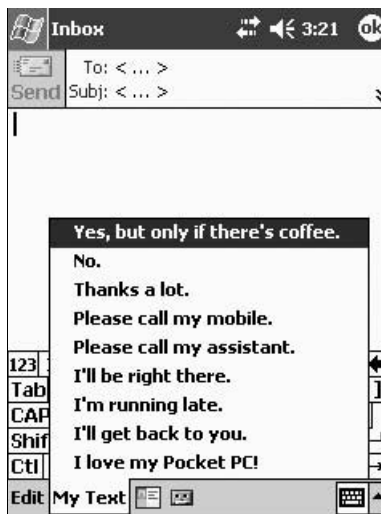 Inbox 3:21 ok
To: < ... >
Send Subj: < ... >
Yes, but only if there's coffee.
No.
Thanks a lot.
Please call my mobile.
Please call my assistant.
I'll be right there.
I'm running late.
I'll get back to you.
I love my Pocket PC!
123
Tab
CAP
Shif
Ctl
Edit My Text